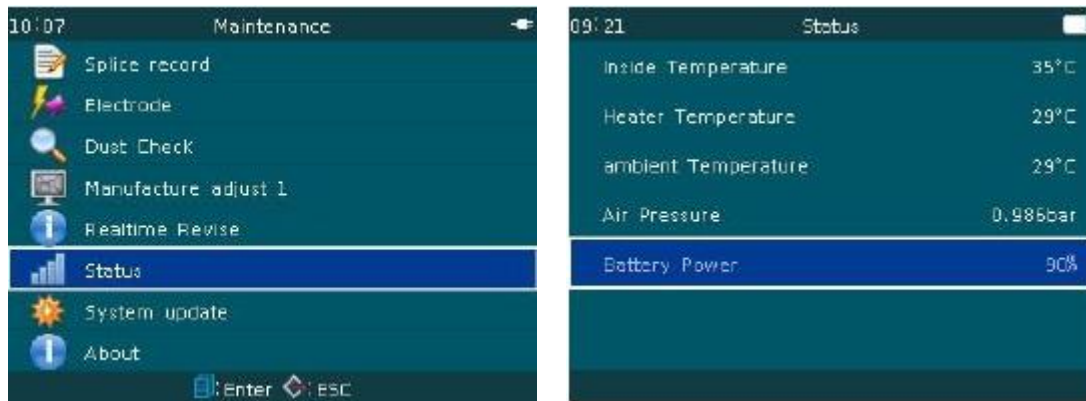 10:07 Maintenance
Splice record
Electrode
Dust Check
Manufacture adjust 1
Realtime Revise
Status
System update
About
:Enter :ESC
09:21 Status
Inside Temperature 35°C
Heater Temperature 29°C
ambient Temperature 29°C
Air Pressure 0.986bar
Battery Power 90%